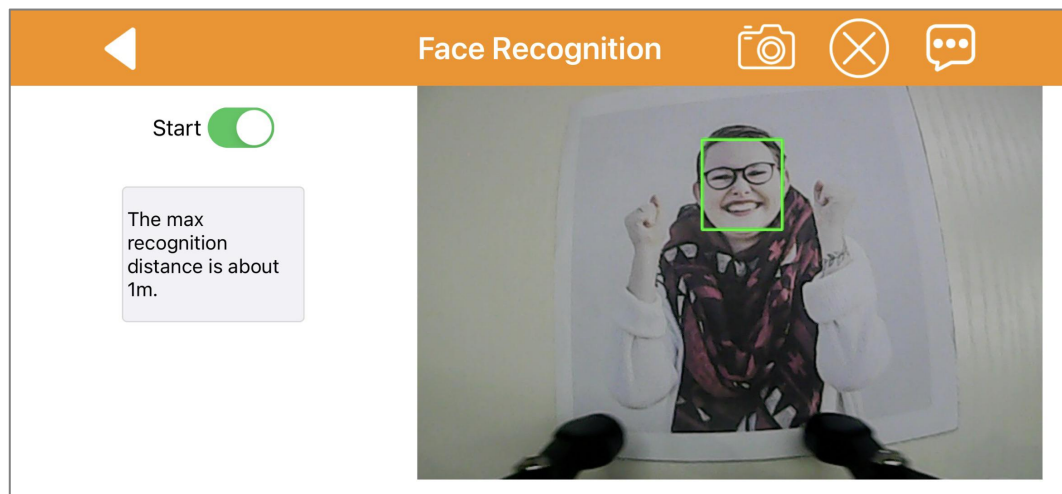 Face Recognition
Start
The max
recognition
distance is about
1m.